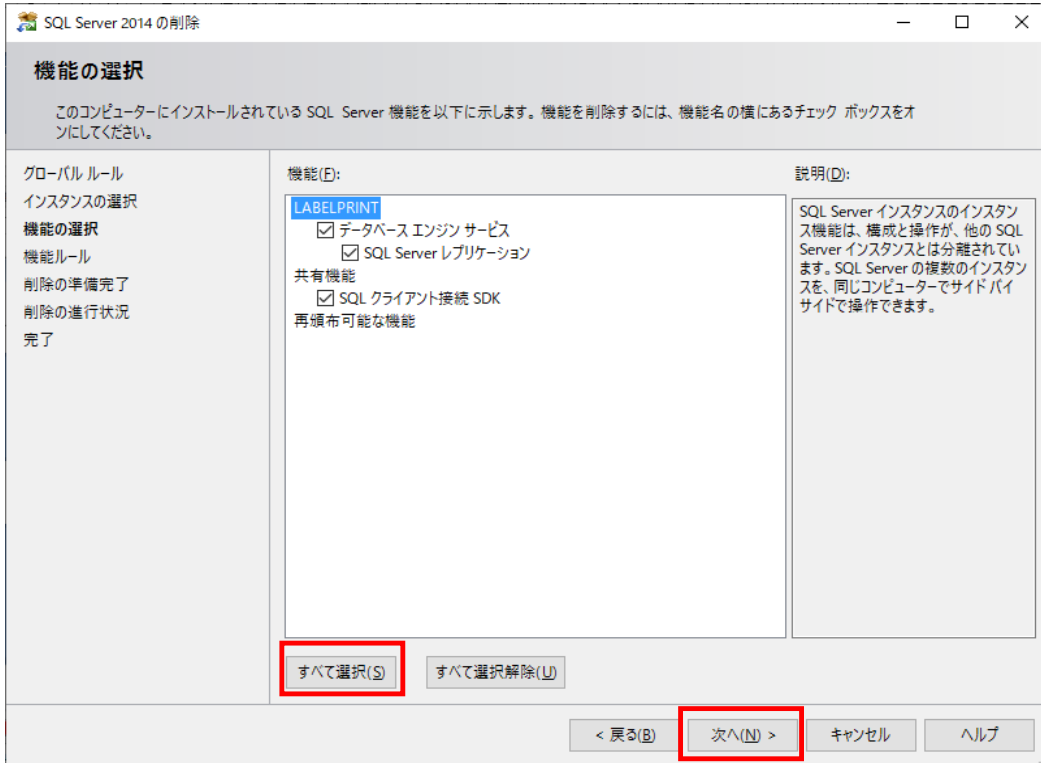 SQL Server 2014 の削除
機能の選択
このコンピューターにインストールされている SQL Server 機能を以下に示します。機能を削除するには、機能名の横にあるチェック ボックスをオ
ンにしてください。
グローバル ルール
インスタンスの選択
機能の選択
機能ルール
削除の準備完了
削除の進行状況
完了
機能(F):
LABELPRINT
データベース エンジン サービス
SQL Server レプリケーション
共有機能
SQL クライアント接続 SDK
再頒布可能な機能
説明(D):
SQL Server インスタンスのインスタン
ス機能は、構成と操作が、他の SQL
Server インスタンスとは分離されてい
ます。SQL Server の複数のインスタン
スを、同じコンピューターでサイド バイ
サイドで操作できます。
すべて選択(S)
すべて選択解除(U)
< 戻る(B)
次へ(N) >
キャンセル
ヘルプ